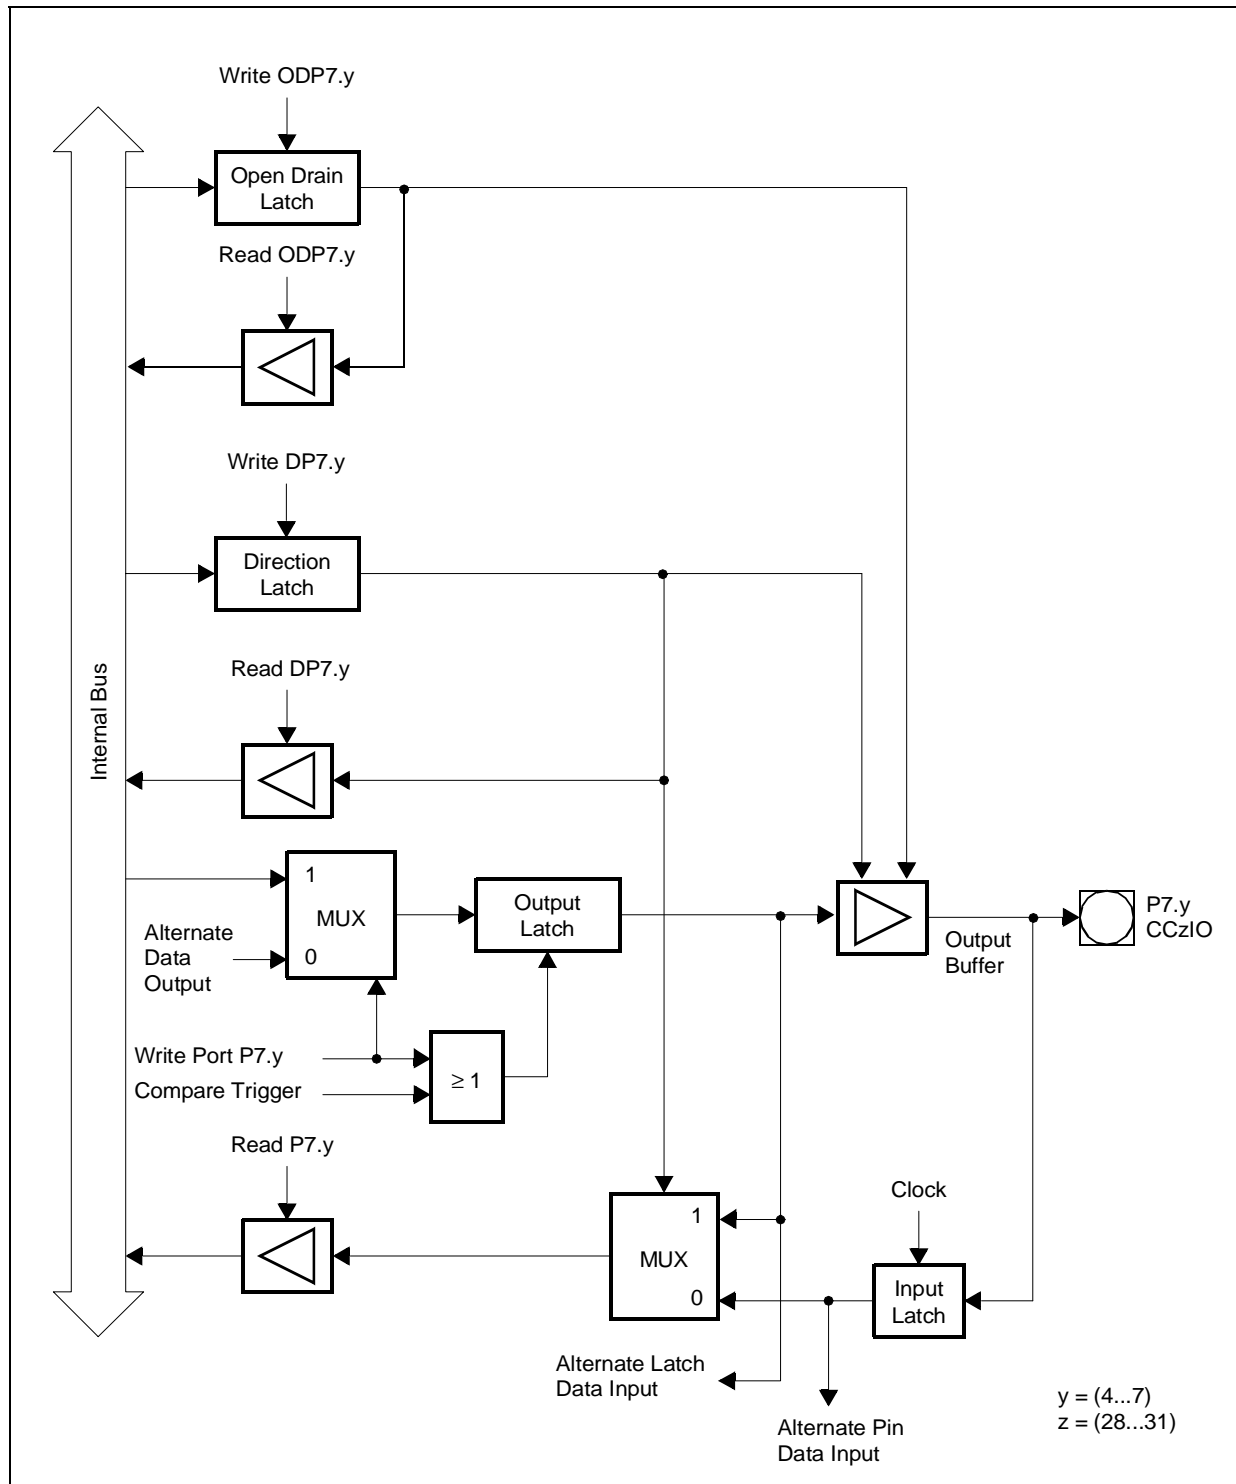 Write ODP7.y
Open Drain
Latch
Read ODP7.y
Write DP7.y
Direction
Latch
Internal Bus
Read DP7.y
1
MUX
0
Alternate
Data
Output
Output
Latch
Output
Buffer
P7.y
CCzIO
Write Port P7.y
Compare Trigger
≥ 1
Read P7.y
1
MUX
0
Clock
Input
Latch
Alternate Latch
Data Input
Alternate Pin
Data Input
y = (4...7)
z = (28...31)